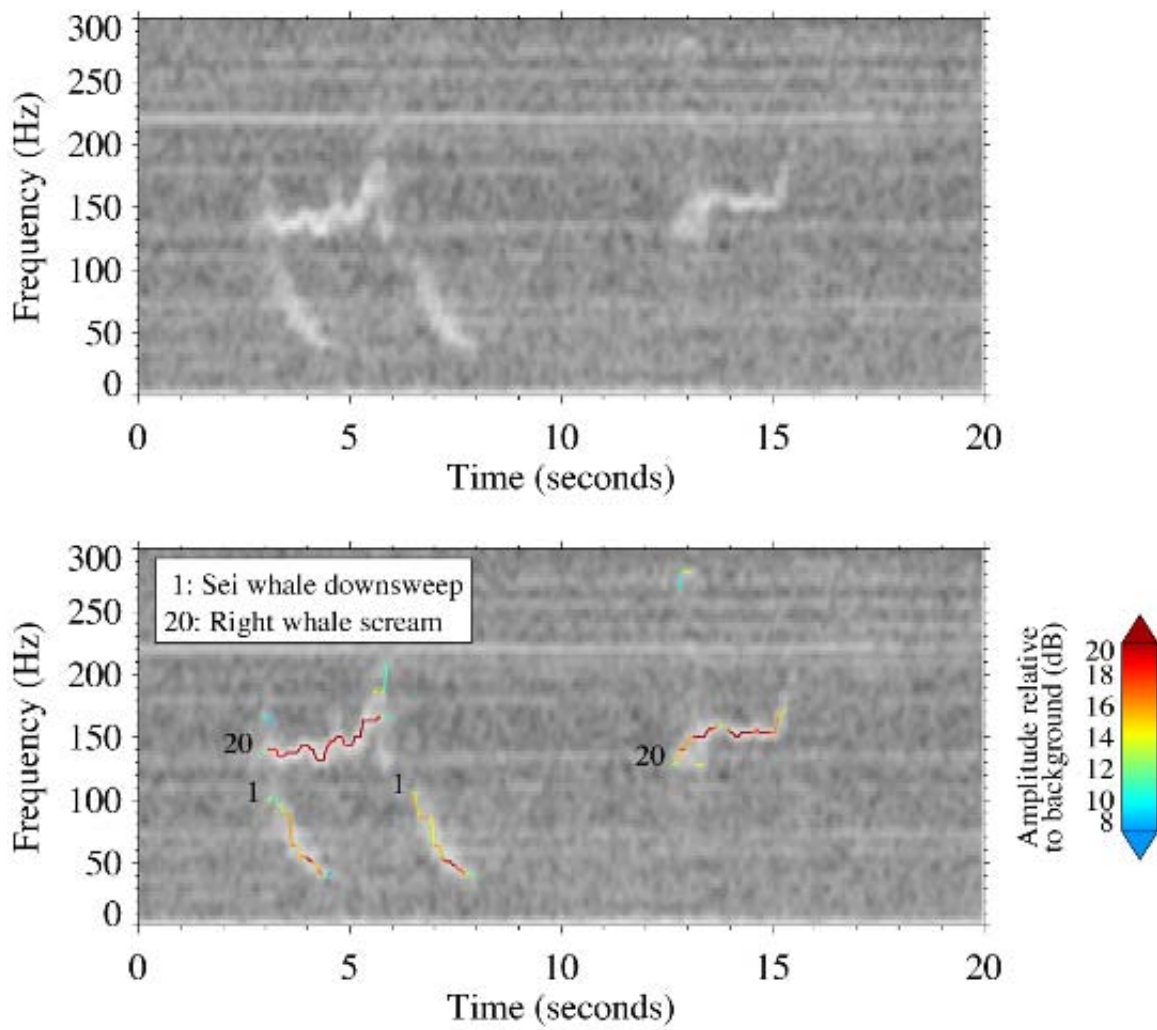 300
250
200
150
100
50
0
Frequency (Hz)
0 5 10 15 20
Time (seconds)
300
250
200
150
100
50
0
Frequency (Hz)
1: Sei whale downsweep
20: Right whale scream
20
1
1
20
0 5 10 15 20
Time (seconds)
Amplitude relative
to background (dB)
20
18
16
14
12
10
8